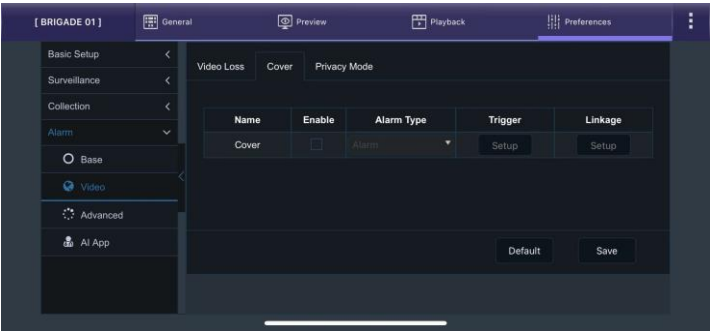 [ BRIGADE 01 ] General Preview Playback Preferences
Basic Setup
Surveillance
Collection
Alarm
Base
Video
Advanced
AI App
Video Loss Cover Privacy Mode
Name Enable Alarm Type Trigger Linkage
Cover Alarm Setup Setup
Default Save